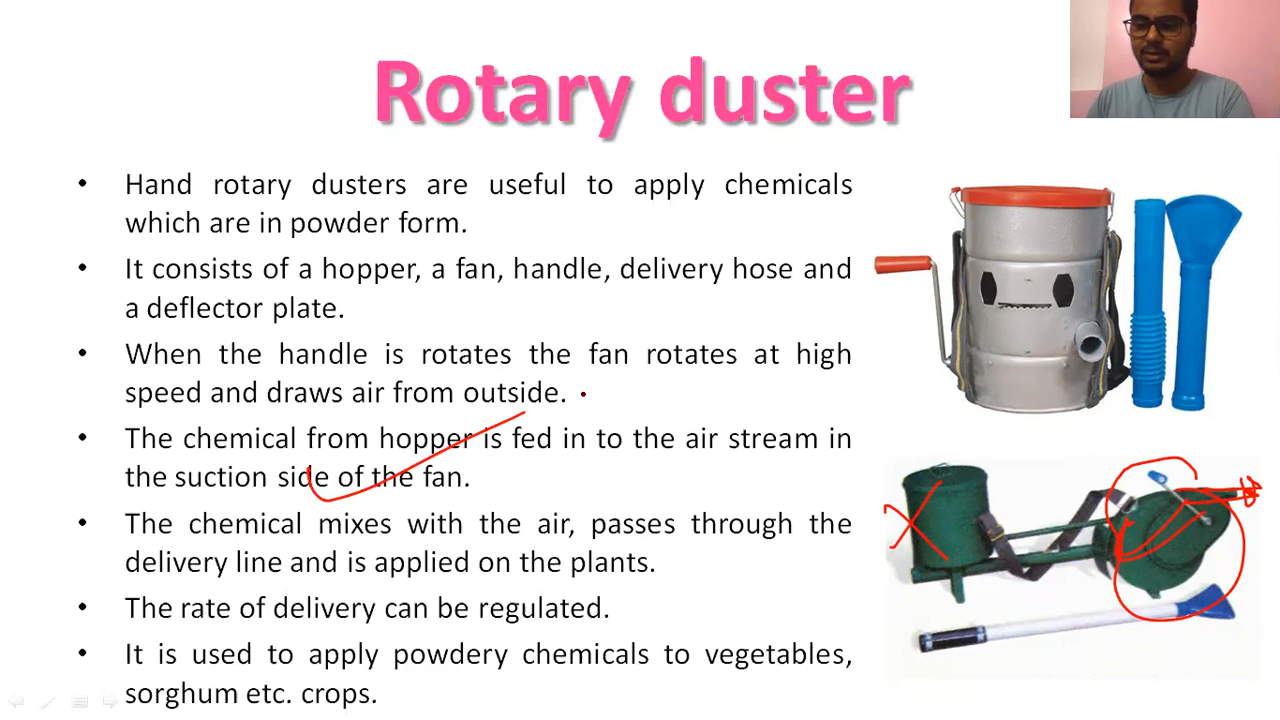 Rotary duster
• Hand rotary dusters are useful to apply chemicals
which are in powder form.
• It consists of a hopper, a fan, handle, delivery hose and
a deflector plate.
• When the handle is rotates the fan rotates at high
speed and draws air from outside.
• The chemical from hopper is fed in to the air stream in
the suction side of the fan.
• The chemical mixes with the air, passes through the
delivery line and is applied on the plants.
• The rate of delivery can be regulated.
• It is used to apply powdery chemicals to vegetables,
sorghum etc. crops.